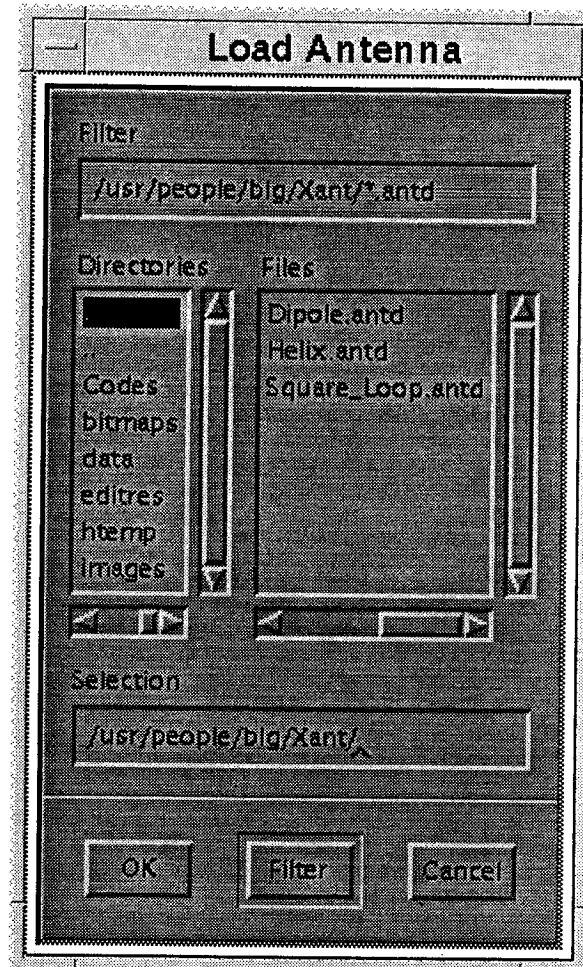 Load Antenna
Filter
/usr/people/big/Xant/*.antd
Directories
Files
..
Codes
bitmaps
data
editres
htemp
images
Dipole.antd
Helix.antd
Square_Loop.antd
Selection
/usr/people/big/Xant/
OK
Filter
Cancel